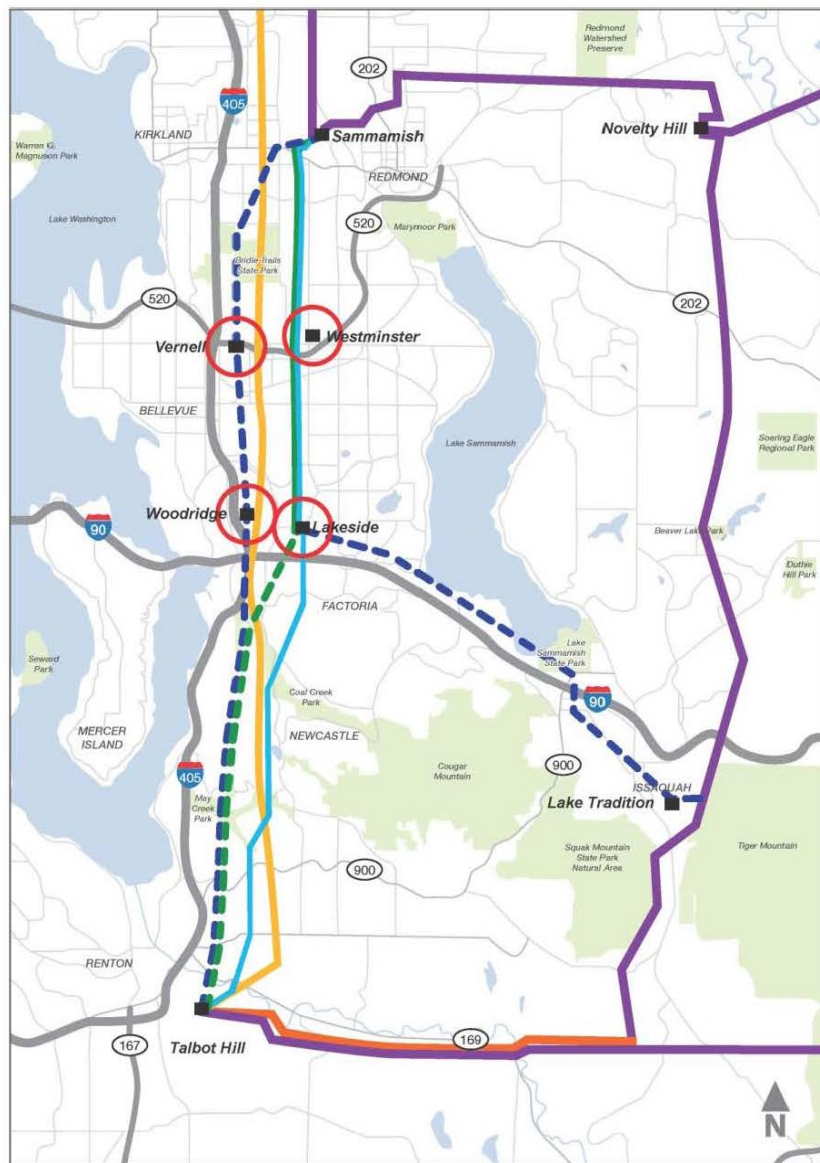 Redmond
Watershed
Preserve
202
405
KIRKLAND
Sammamish
Novelty Hill
Warren G.
Magnuson Park
REDMOND
Lake Washington
520
Marymoor Park
Bridle Trails
State Park
520
202
Westminster
Vernell
BELLEVUE
Lake Sammamish
Soaring Eagle
Regional Park
Woodridge
Lakeside
90
Beaver Lake Park
Duthie
Hill Park
FACTORIA
Seward
Park
Lake
Sammamish
State Park
Coal Creek
Park
90
MERCER
ISLAND
NEWCASTLE
900
405
Cougar
Mountain
ISSAQUAH
May
Creek
Park
Lake Tradition
Squak Mountain
State Park
Natural Area
Tiger Mountain
900
RENTON
Talbot Hill
167
169
N